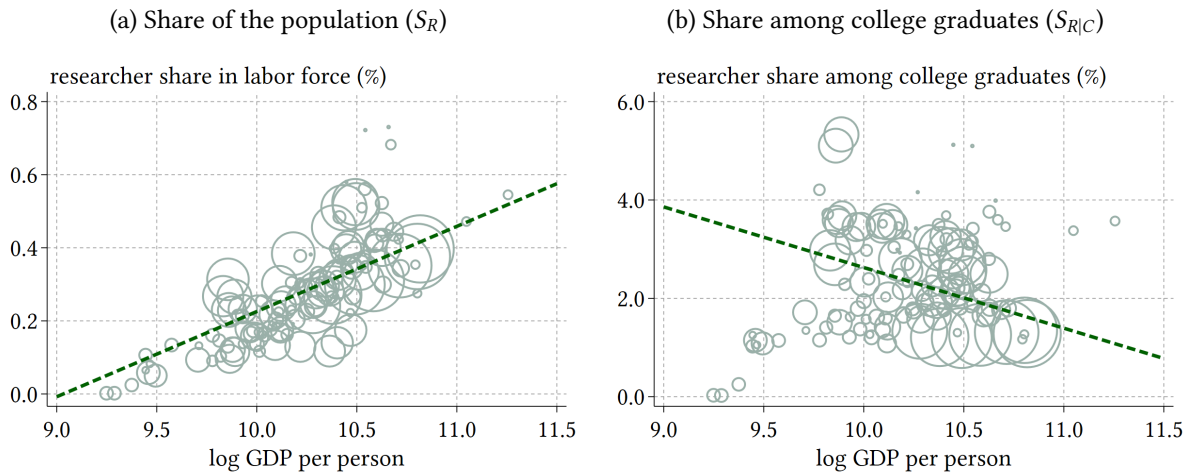 (a) Share of the population (S_R)
researcher share in labor force (%)
0.8
0.6
0.4
0.2
0.0
9.0 9.5 10.0 10.5 11.0 11.5
log GDP per person
(b) Share among college graduates (S_{R|C})
researcher share among college graduates (%)
6.0
4.0
2.0
0.0
9.0 9.5 10.0 10.5 11.0 11.5
log GDP per person